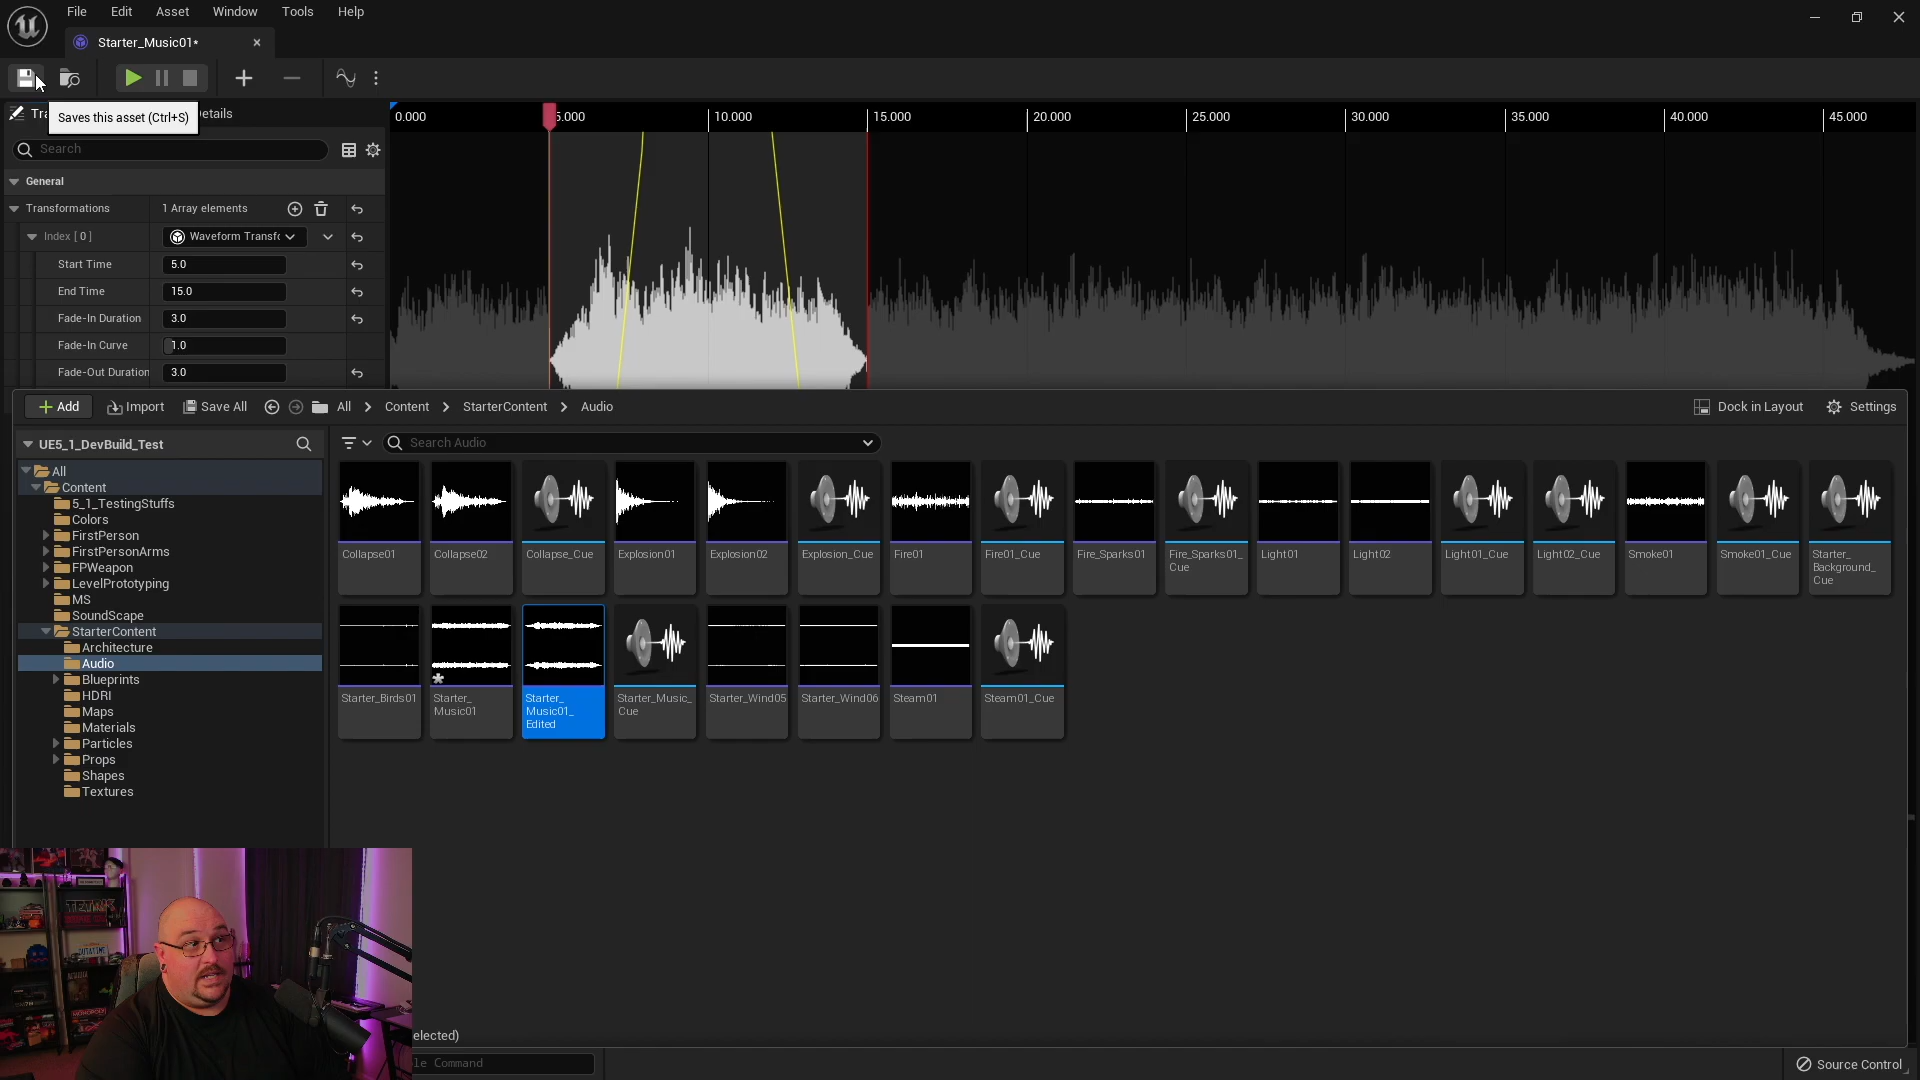 File Edit Asset Window Tools Help
Starter_Music01*
Saves this asset (Ctrl+S)
Tra
etails
0.000 5.000 10.000 15.000 20.000 25.000 30.000 35.000 40.000 45.000
Search
General
Transformations 1 Array elements
Index [ 0 ] Waveform Transfo
Start Time 5.0
End Time 15.0
Fade-In Duration 3.0
Fade-In Curve 1.0
Fade-Out Duration 3.0
Add Import Save All All Content StarterContent Audio Dock in Layout Settings
UE5_1_DevBuild_Test
Search Audio
All
Content
5_1_TestingStuffs
Colors
FirstPerson
FirstPersonArms
FPWeapon
LevelPrototyping
MS
SoundScape
StarterContent
Architecture
Audio
Blueprints
HDRI
Maps
Materials
Particles
Props
Shapes
Textures
Collapse01 Collapse02 Collapse_Cue Explosion01 Explosion02 Explosion_Cue Fire01 Fire01_Cue Fire_Sparks01 Fire_Sparks01_ Light01 Light02 Light01_Cue Light02_Cue Smoke01 Smoke01_Cue Starter_
Cue Background_
Cue
Starter_Birds01 Starter_ Starter_ Starter_Music_ Starter_Wind05 Starter_Wind06 Steam01 Steam01_Cue
Music01 Music01_ Cue
Edited
elected)
le Command
Source Control